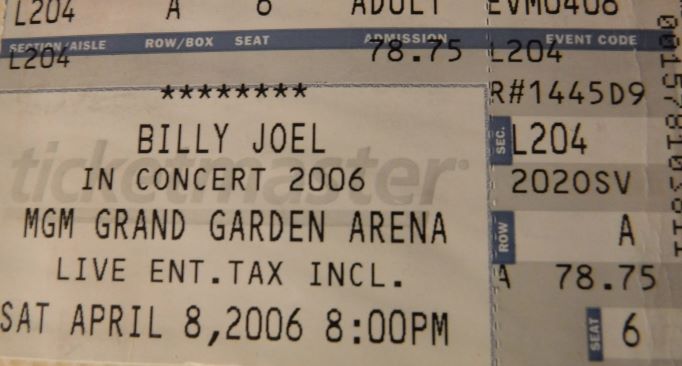 L204 A 6 ADULT EVM0408
SECTION/AISLE ROW/BOX SEAT ADMISSION EVENT CODE
L204 78.75 L204
********
R#1445D9
BILLY JOEL
SEC. L204
ticketmaster
IN CONCERT 2006
2020SV
MGM GRAND GARDEN ARENA
ROW A
LIVE ENT.TAX INCL.
A 78.75
SAT APRIL 8,2006 8:00PM
SEAT 6